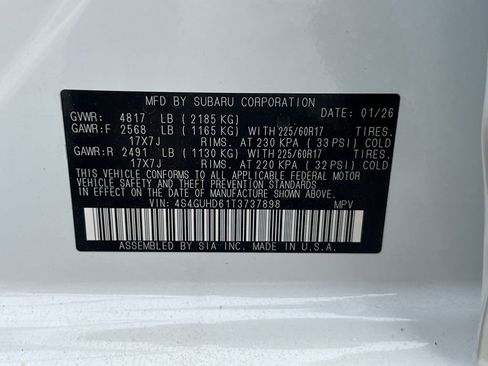 MFD BY SUBARU CORPORATION
GVWR: 4817 LB (2185 KG) DATE: 01/26
GAWR:F 2568 LB (1165 KG) WITH 225/60R17 TIRES.
17X7J RIMS. AT 230 KPA (33 PSI) COLD
GAWR:R 2491 LB (1130 KG) WITH 225/60R17 TIRES.
17X7J RIMS. AT 220 KPA (32 PSI) COLD
THIS VEHICLE CONFORMS TO ALL APPLICABLE FEDERAL MOTOR
VEHICLE SAFETY AND THEFT PREVENTION STANDARDS
IN EFFECT ON THE DATE OF MANUFACTURE SHOWN ABOVE.
VIN: 4S4GUHD61T3737898 MPV
ASSEMBLED BY SIA INC. MADE IN U.S.A.